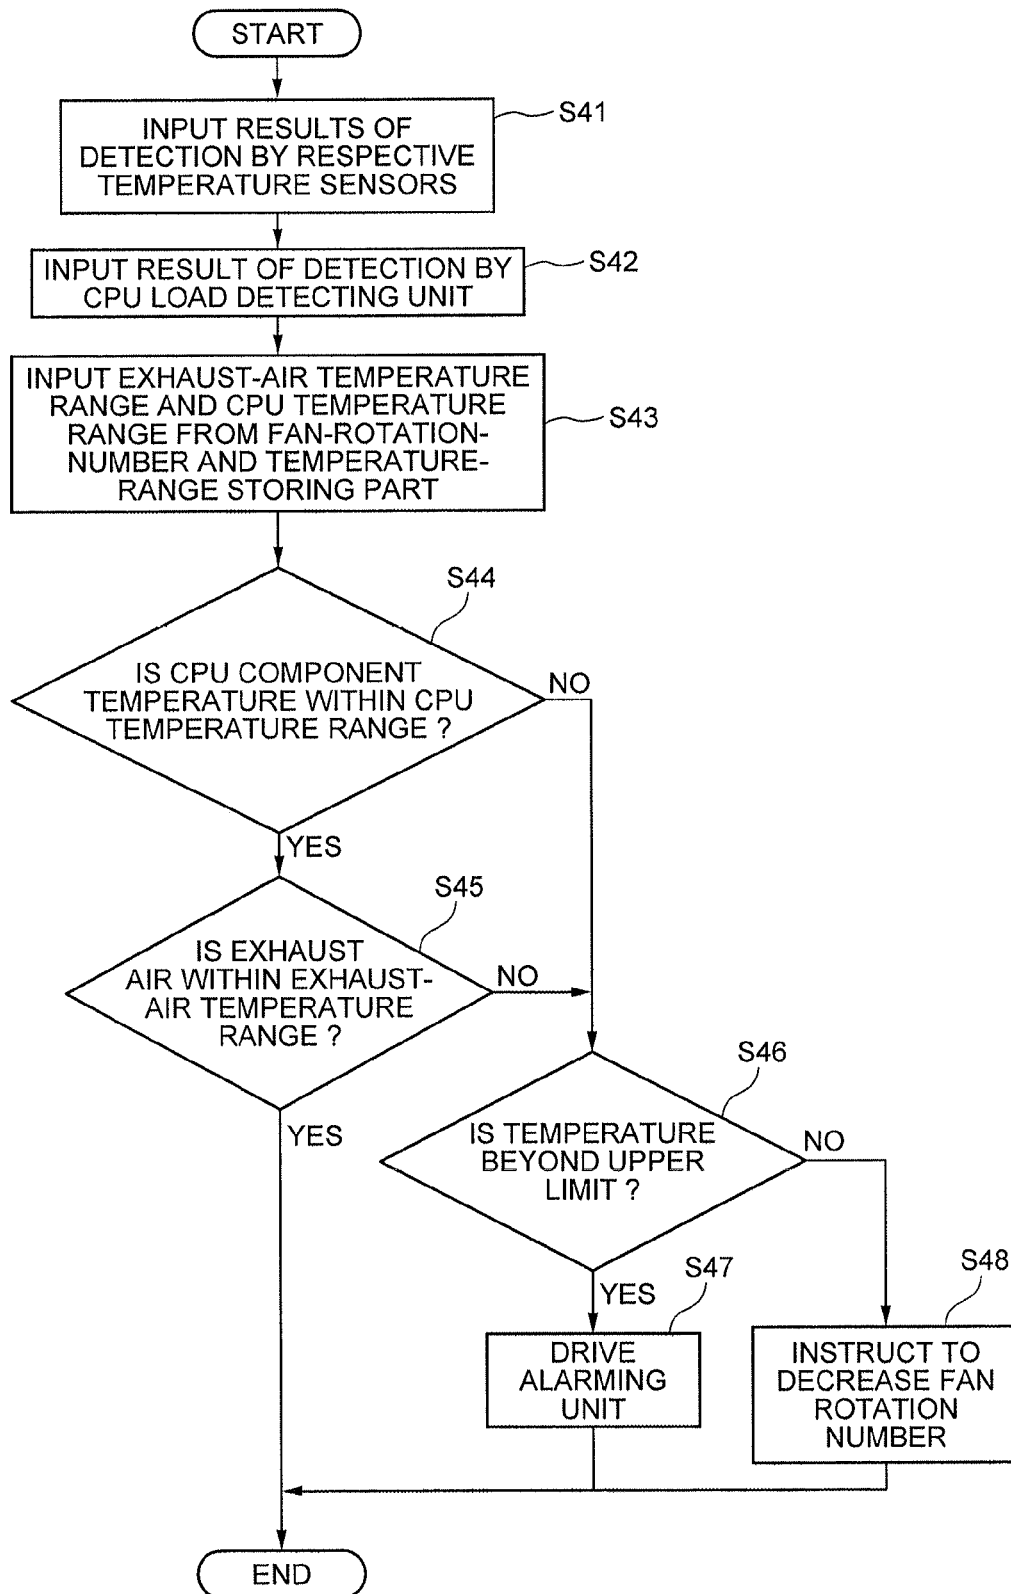 START
S41
INPUT RESULTS OF
DETECTION BY RESPECTIVE
TEMPERATURE SENSORS
S42
INPUT RESULT OF DETECTION BY
CPU LOAD DETECTING UNIT
INPUT EXHAUST-AIR TEMPERATURE
RANGE AND CPU TEMPERATURE
RANGE FROM FAN-ROTATION-
NUMBER AND TEMPERATURE-
RANGE STORING PART
S43
S44
IS CPU COMPONENT
TEMPERATURE WITHIN CPU
TEMPERATURE RANGE ?
NO
YES
S45
IS EXHAUST
AIR WITHIN EXHAUST-
AIR TEMPERATURE
RANGE ?
NO
YES
S46
IS TEMPERATURE
BEYOND UPPER
LIMIT ?
NO
YES
S47
DRIVE
ALARMING
UNIT
S48
INSTRUCT TO
DECREASE FAN
ROTATION
NUMBER
END